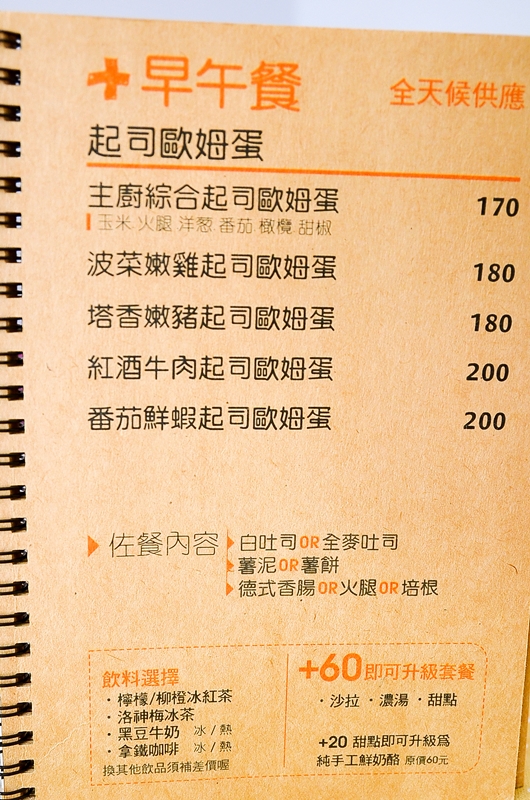 +早午餐 全天候供應
起司歐姆蛋
主廚綜合起司歐姆蛋 170
玉米.火腿.洋葱.番茄.橄欖.甜椒
波菜嫩雞起司歐姆蛋 180
塔香嫩豬起司歐姆蛋 180
紅酒牛肉起司歐姆蛋 200
番茄鮮蝦起司歐姆蛋 200
佐餐內容 白吐司OR全麥吐司
薯泥OR薯餅
德式香腸OR火腿OR培根
飲料選擇
·檸檬/柳橙冰紅茶
·洛神梅冰茶
·黑豆牛奶 冰/熱
·拿鐵咖啡 冰/熱
換其他飲品須補差價喔
+60即可升級套餐
·沙拉 ·濃湯 ·甜點
+20 甜點即可升級爲
純手工鮮奶酪 原價60元